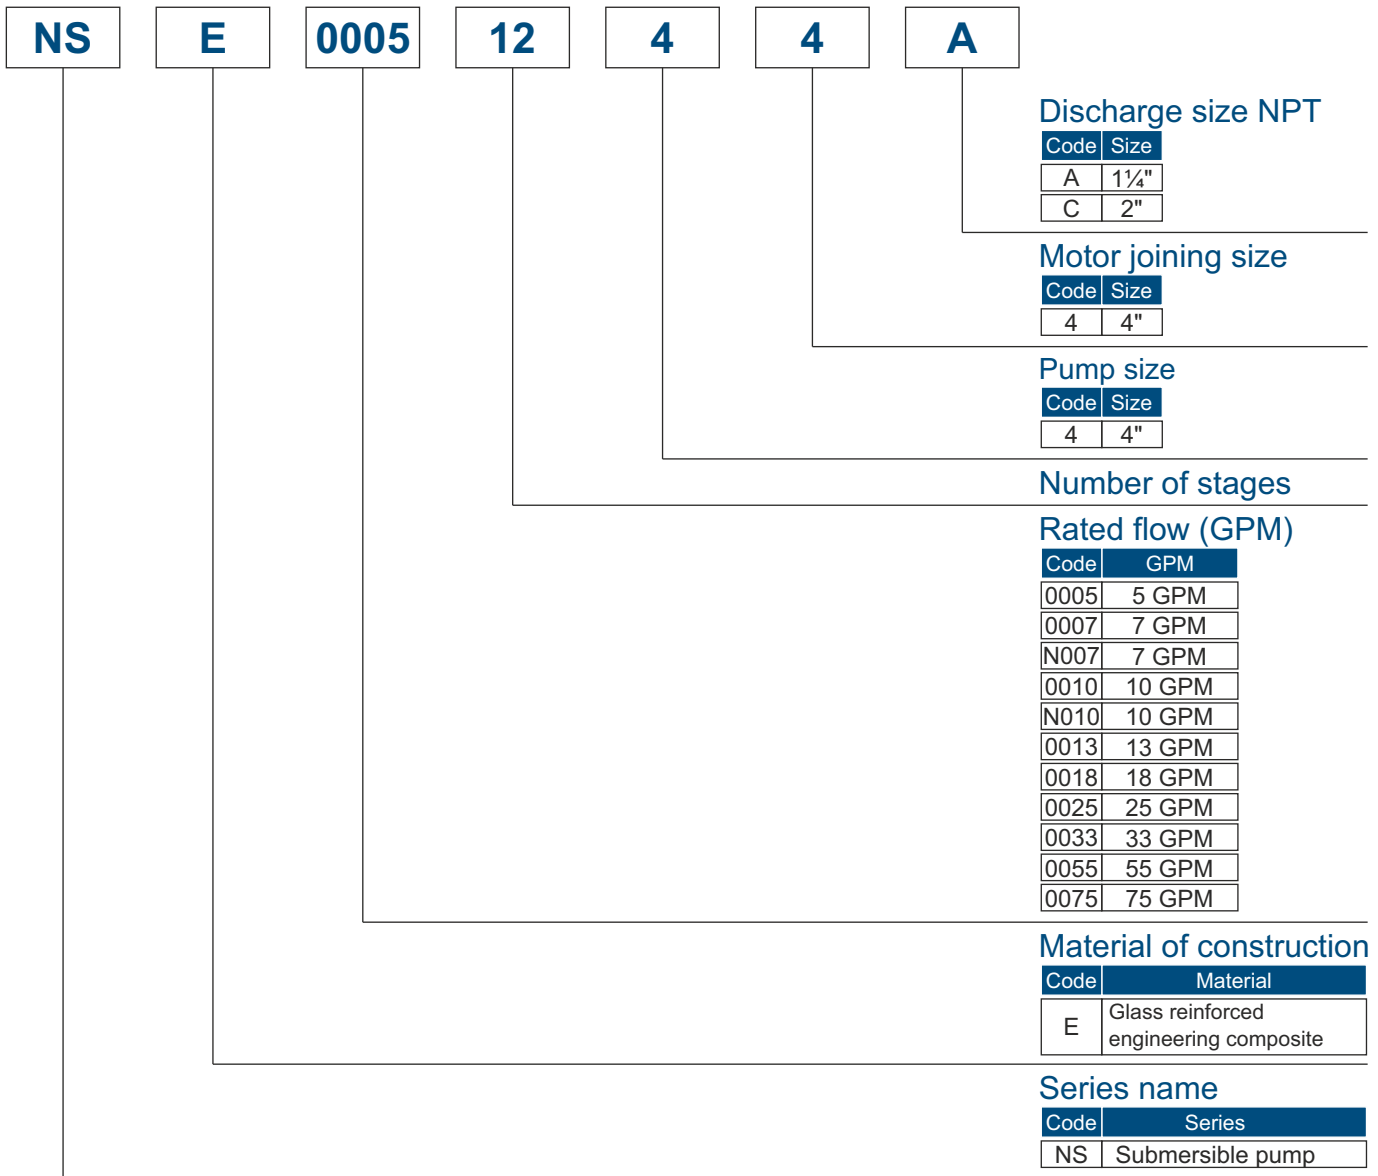 NS E 0005 12 4 4 A
Discharge size NPT
Code Size
A 1¼"
C 2"
Motor joining size
Code Size
4 4"
Pump size
Code Size
4 4"
Number of stages
Rated flow (GPM)
Code GPM
0005 5 GPM
0007 7 GPM
N007 7 GPM
0010 10 GPM
N010 10 GPM
0013 13 GPM
0018 18 GPM
0025 25 GPM
0033 33 GPM
0055 55 GPM
0075 75 GPM
Material of construction
Code Material
E Glass reinforced
engineering composite
Series name
Code Series
NS Submersible pump